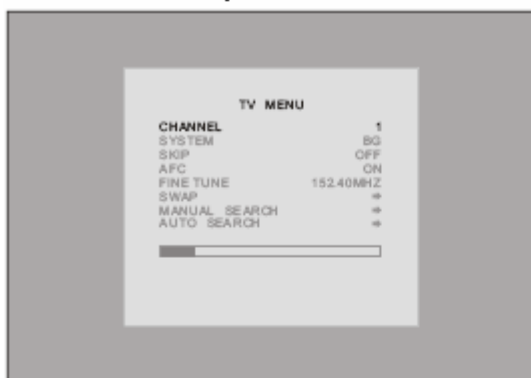 TV MENU
CHANNEL 1
SYSTEM BG
SKIP OFF
AFC ON
FINE TUNE 152.40MHZ
SWAP ➔
MANUAL SEARCH ➔
AUTO SEARCH ➔